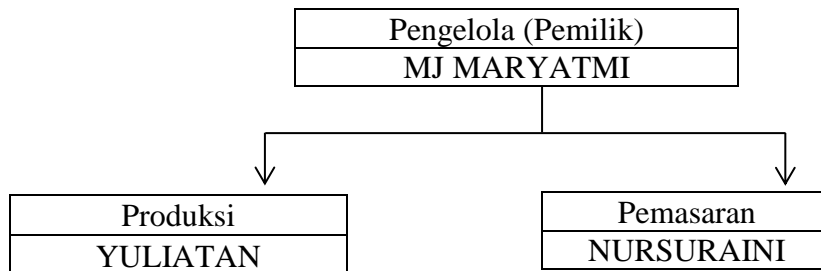 Pengelola (Pemilik)
MJ MARYATMI
Produksi
YULIATAN
Pemasaran
NURSURAINI